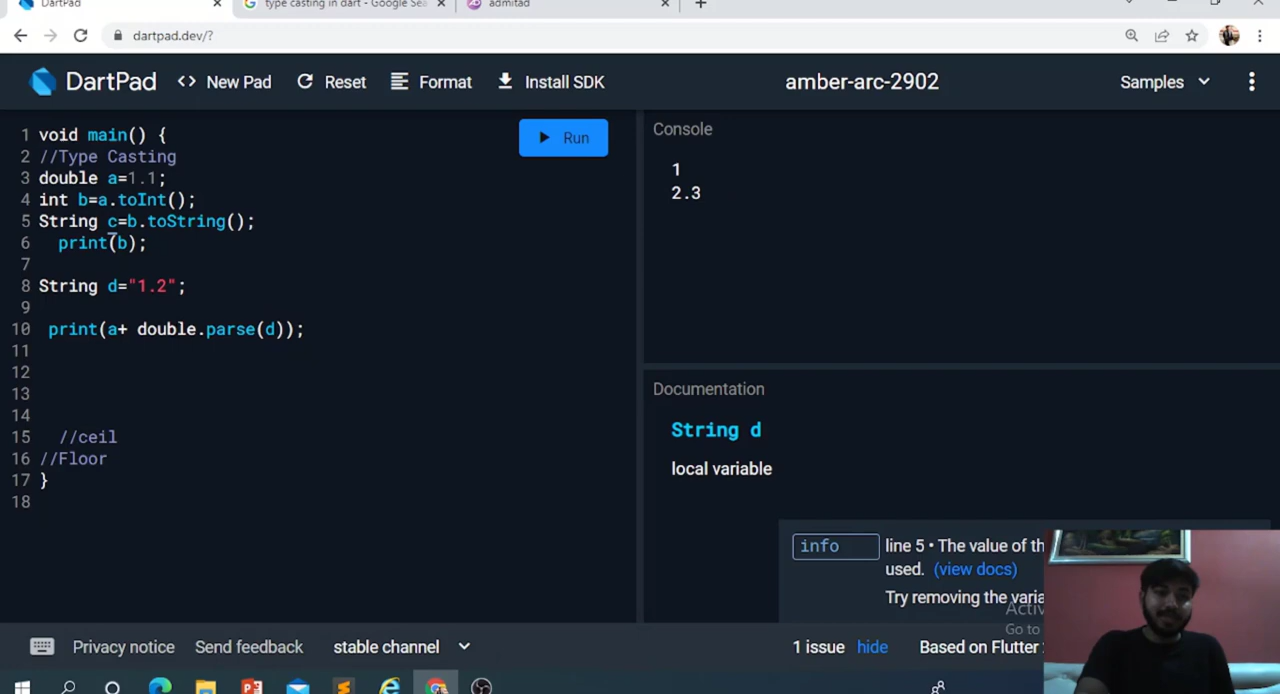 DartPad
type casting in dart - Google Sea
admitad
dartpad.dev/?
DartPad
<> New Pad
Reset
Format
Install SDK
amber-arc-2902
Samples
1 void main() {
2 //Type Casting
3 double a=1.1;
4 int b=a.toInt();
5 String c=b.toString();
6 print(b);
7
8 String d="1.2";
9
10 print(a+ double.parse(d));
11
12
13
14
15 //ceil
16 //Floor
17 }
18
Run
Console
1
2.3
Documentation
String d
local variable
info
line 5 • The value of th
used. (view docs)
Try removing the varia
Activ
Go to
Privacy notice
Send feedback
stable channel
1 issue hide
Based on Flutter